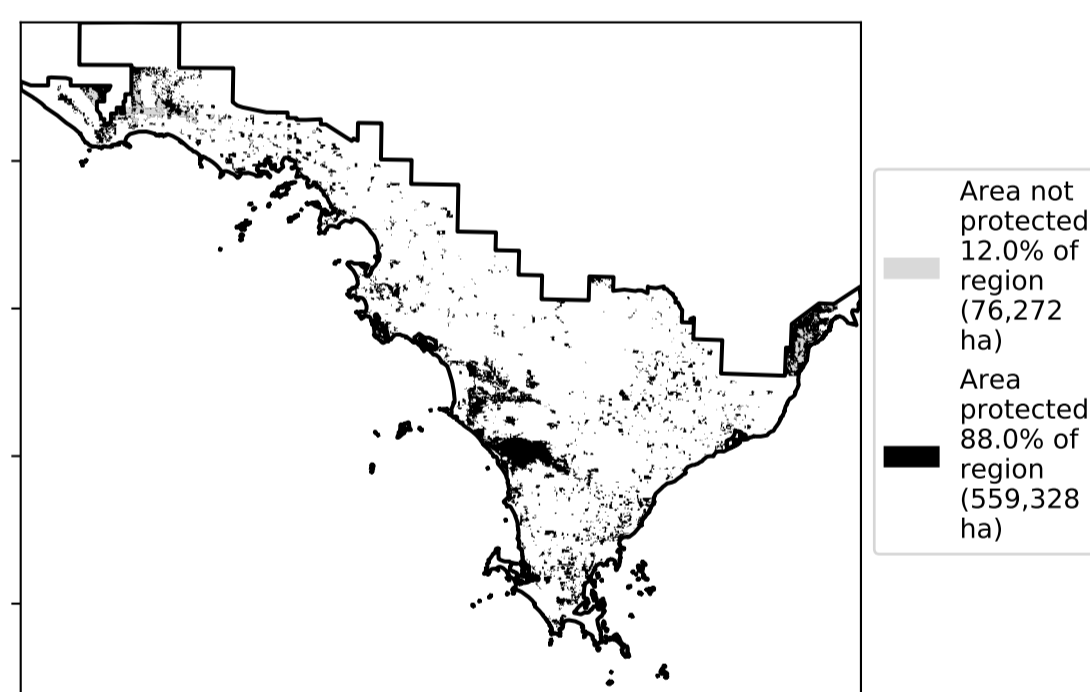 Area not
protected
12.0% of
region
(76,272
ha)
Area
protected
88.0% of
region
(559,328
ha)